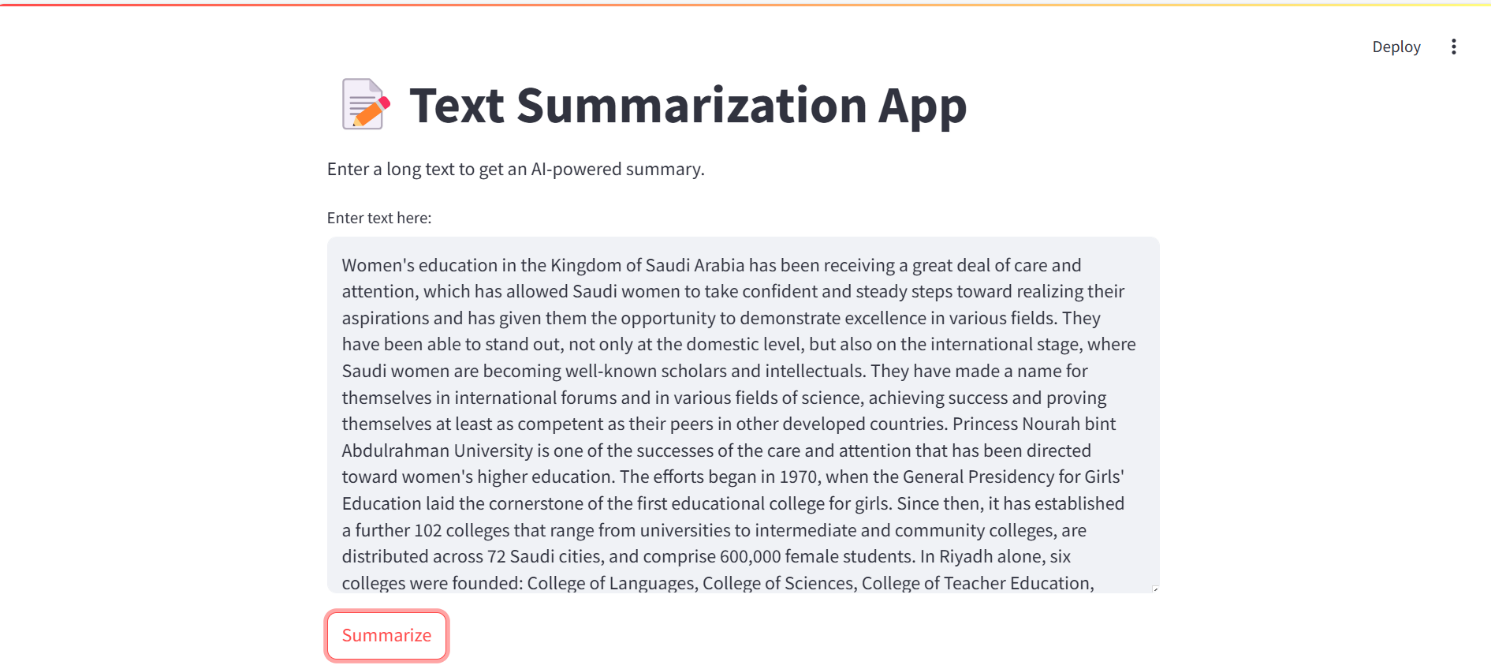 Deploy
Text Summarization App
Enter a long text to get an AI-powered summary.
Enter text here:
Women's education in the Kingdom of Saudi Arabia has been receiving a great deal of care and
attention, which has allowed Saudi women to take confident and steady steps toward realizing their
aspirations and has given them the opportunity to demonstrate excellence in various fields. They
have been able to stand out, not only at the domestic level, but also on the international stage, where
Saudi women are becoming well-known scholars and intellectuals. They have made a name for
themselves in international forums and in various fields of science, achieving success and proving
themselves at least as competent as their peers in other developed countries. Princess Nourah bint
Abdulrahman University is one of the successes of the care and attention that has been directed
toward women's higher education. The efforts began in 1970, when the General Presidency for Girls'
Education laid the cornerstone of the first educational college for girls. Since then, it has established
a further 102 colleges that range from universities to intermediate and community colleges, are
distributed across 72 Saudi cities, and comprise 600,000 female students. In Riyadh alone, six
colleges were founded: College of Languages, College of Sciences, College of Teacher Education,
Summarize